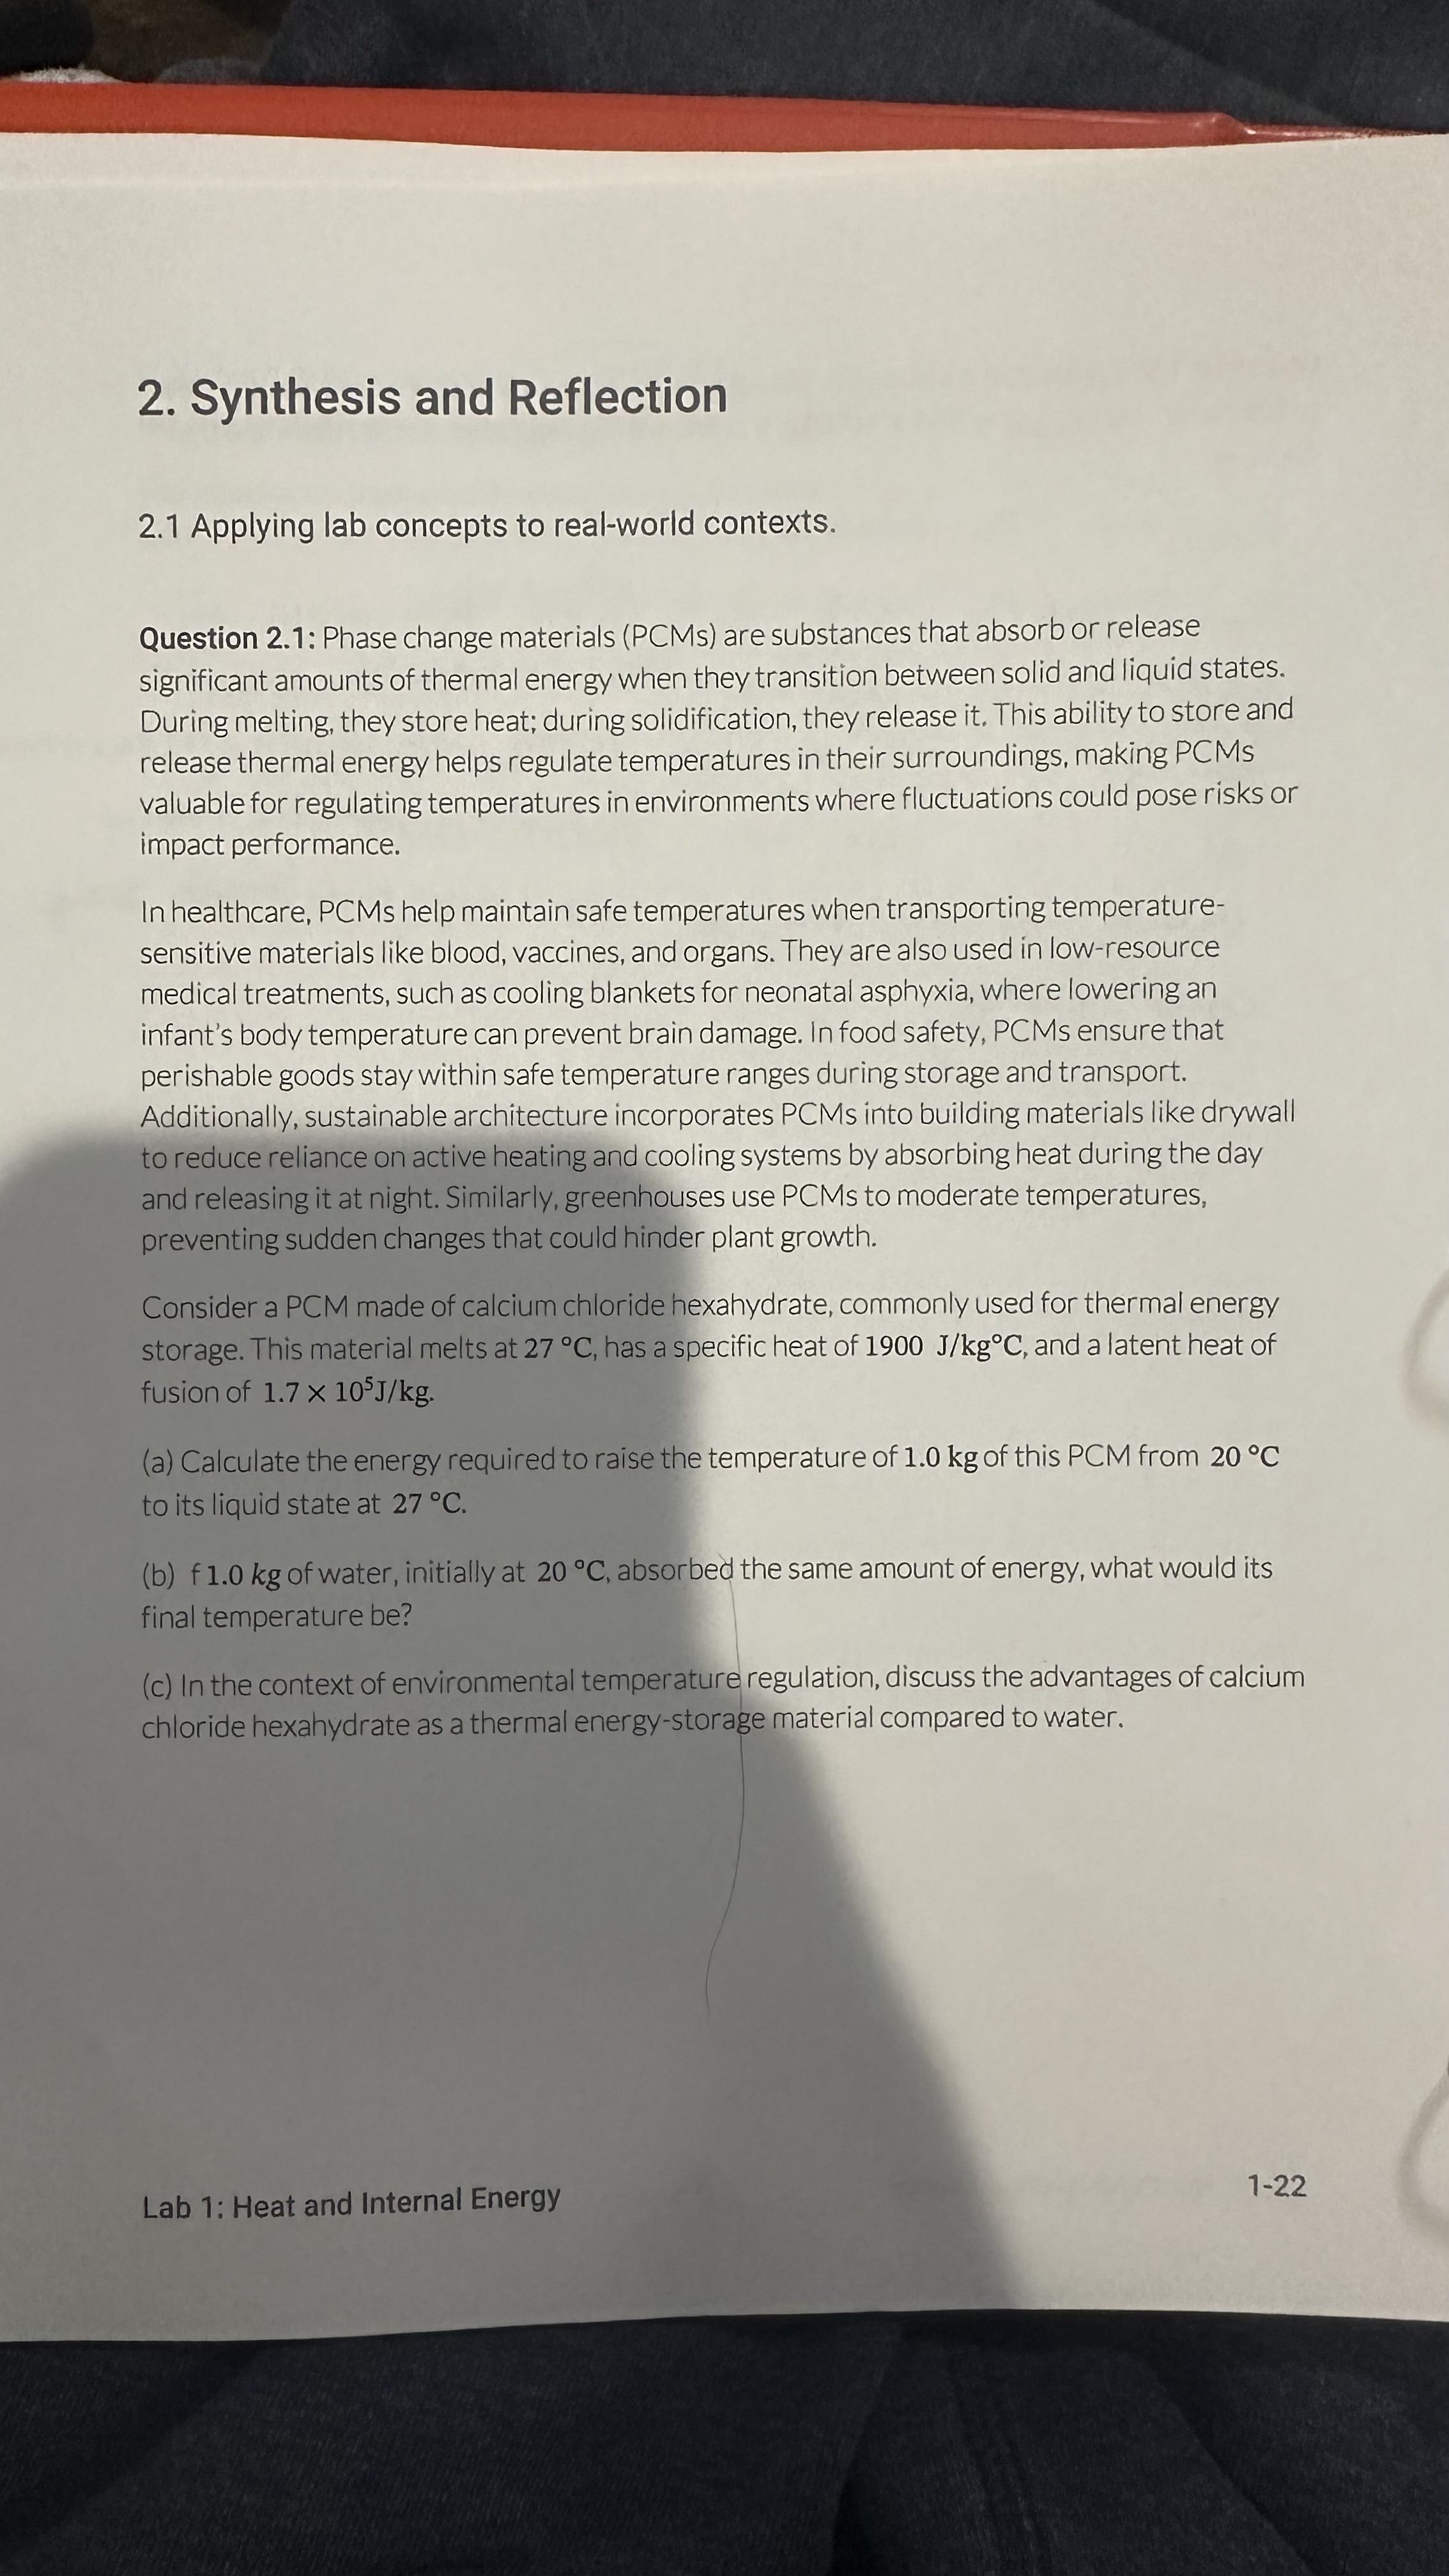 2. Synthesis and Reflection
2.1 Applying lab concepts to real-world contexts.
Question 2.1: Phase change materials (PCMs) are substances that absorb or release
significant amounts of thermal energy when they transition between solid and liquid states.
During melting, they store heat; during solidification, they release it. This ability to store and
release thermal energy helps regulate temperatures in their surroundings, making PCMs
valuable for regulating temperatures in environments where fluctuations could pose risks or
impact performance.
In healthcare, PCMs help maintain safe temperatures when transporting temperature-
sensitive materials like blood, vaccines, and organs. They are also used in low-resource
medical treatments, such as cooling blankets for neonatal asphyxia, where lowering an
infant's body temperature can prevent brain damage. In food safety, PCMs ensure that
perishable goods stay within safe temperature ranges during storage and transport.
Additionally, sustainable architecture incorporates PCMs into building materials like drywall
to reduce reliance on active heating and cooling systems by absorbing heat during the day
and releasing it at night. Similarly, greenhouses use PCMs to moderate temperatures,
preventing sudden changes that could hinder plant growth.
Consider a PCM made of calcium chloride hexahydrate, commonly used for thermal energy
storage. This material melts at 27 °C, has a specific heat of 1900 J/kg°C, and a latent heat of
fusion of 1.7 × 10⁵J/kg.
(a) Calculate the energy required to raise the temperature of 1.0 kg of this PCM from 20 °C
to its liquid state at 27 °C.
(b) f 1.0 kg of water, initially at 20 °C, absorbed the same amount of energy, what would its
final temperature be?
(c) In the context of environmental temperature regulation, discuss the advantages of calcium
chloride hexahydrate as a thermal energy-storage material compared to water.
Lab 1: Heat and Internal Energy
1-22